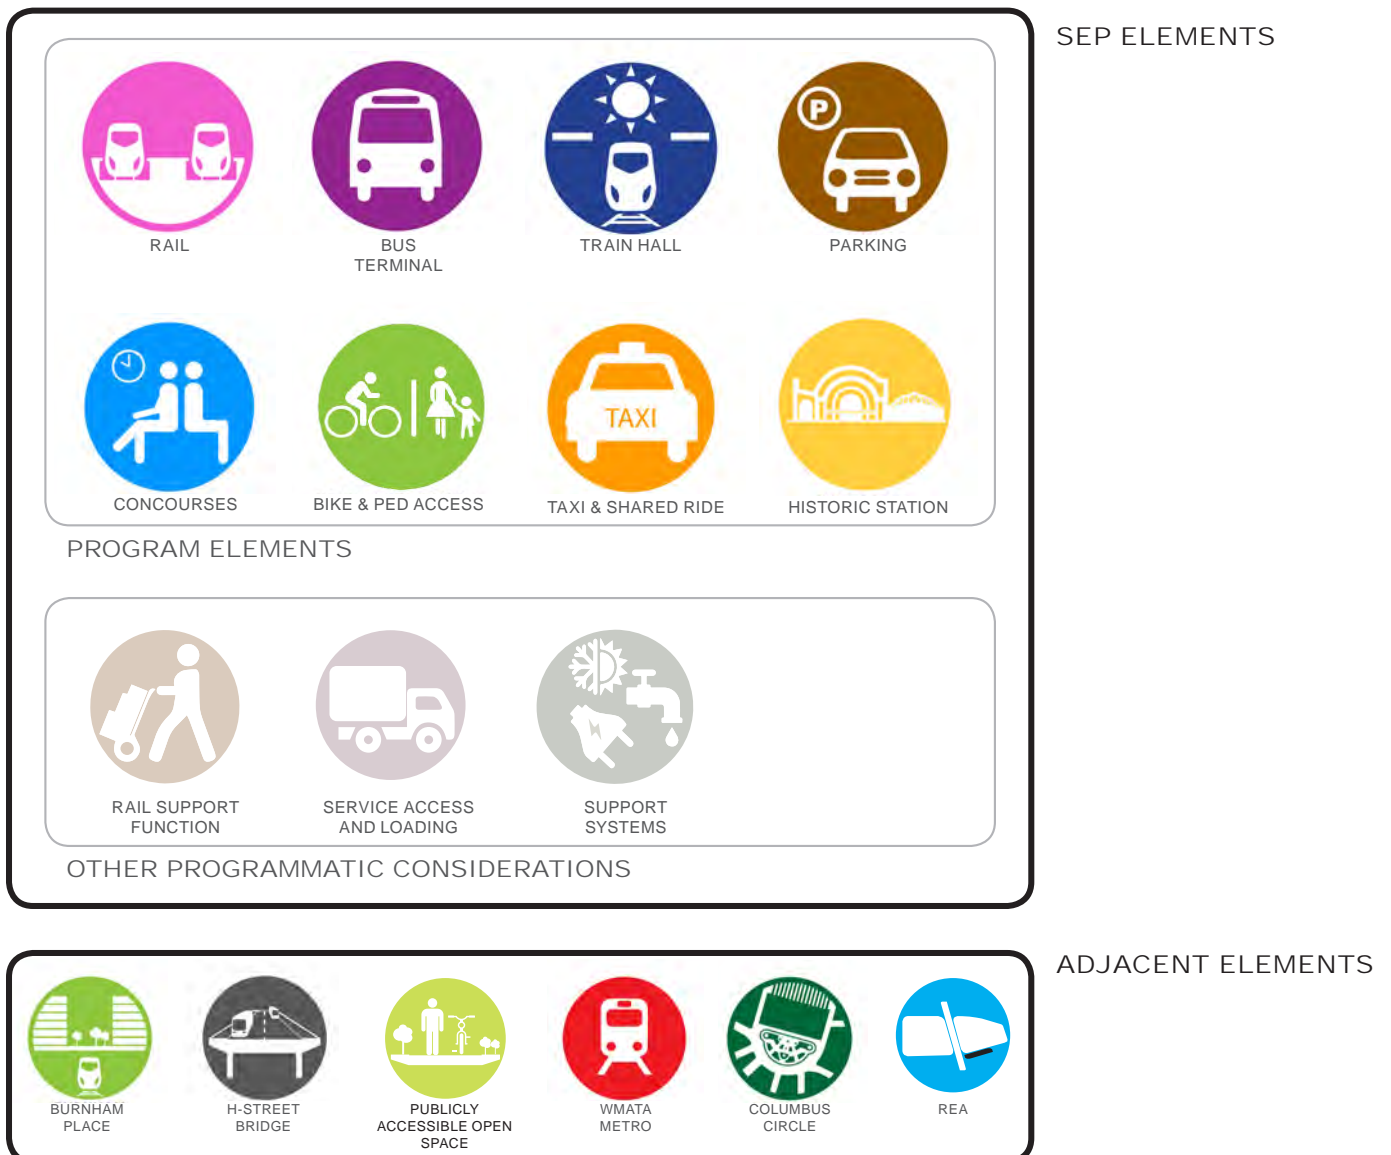 SEP ELEMENTS
P
RAIL
BUS
TERMINAL
TRAIN HALL
PARKING
TAXI
CONCOURSES
BIKE & PED ACCESS
TAXI & SHARED RIDE
HISTORIC STATION
PROGRAM ELEMENTS
RAIL SUPPORT
FUNCTION
SERVICE ACCESS
AND LOADING
SUPPORT
SYSTEMS
OTHER PROGRAMMATIC CONSIDERATIONS
ADJACENT ELEMENTS
BURNHAM
PLACE
H-STREET
BRIDGE
PUBLICLY
ACCESSIBLE OPEN
SPACE
WMATA
METRO
COLUMBUS
CIRCLE
REA